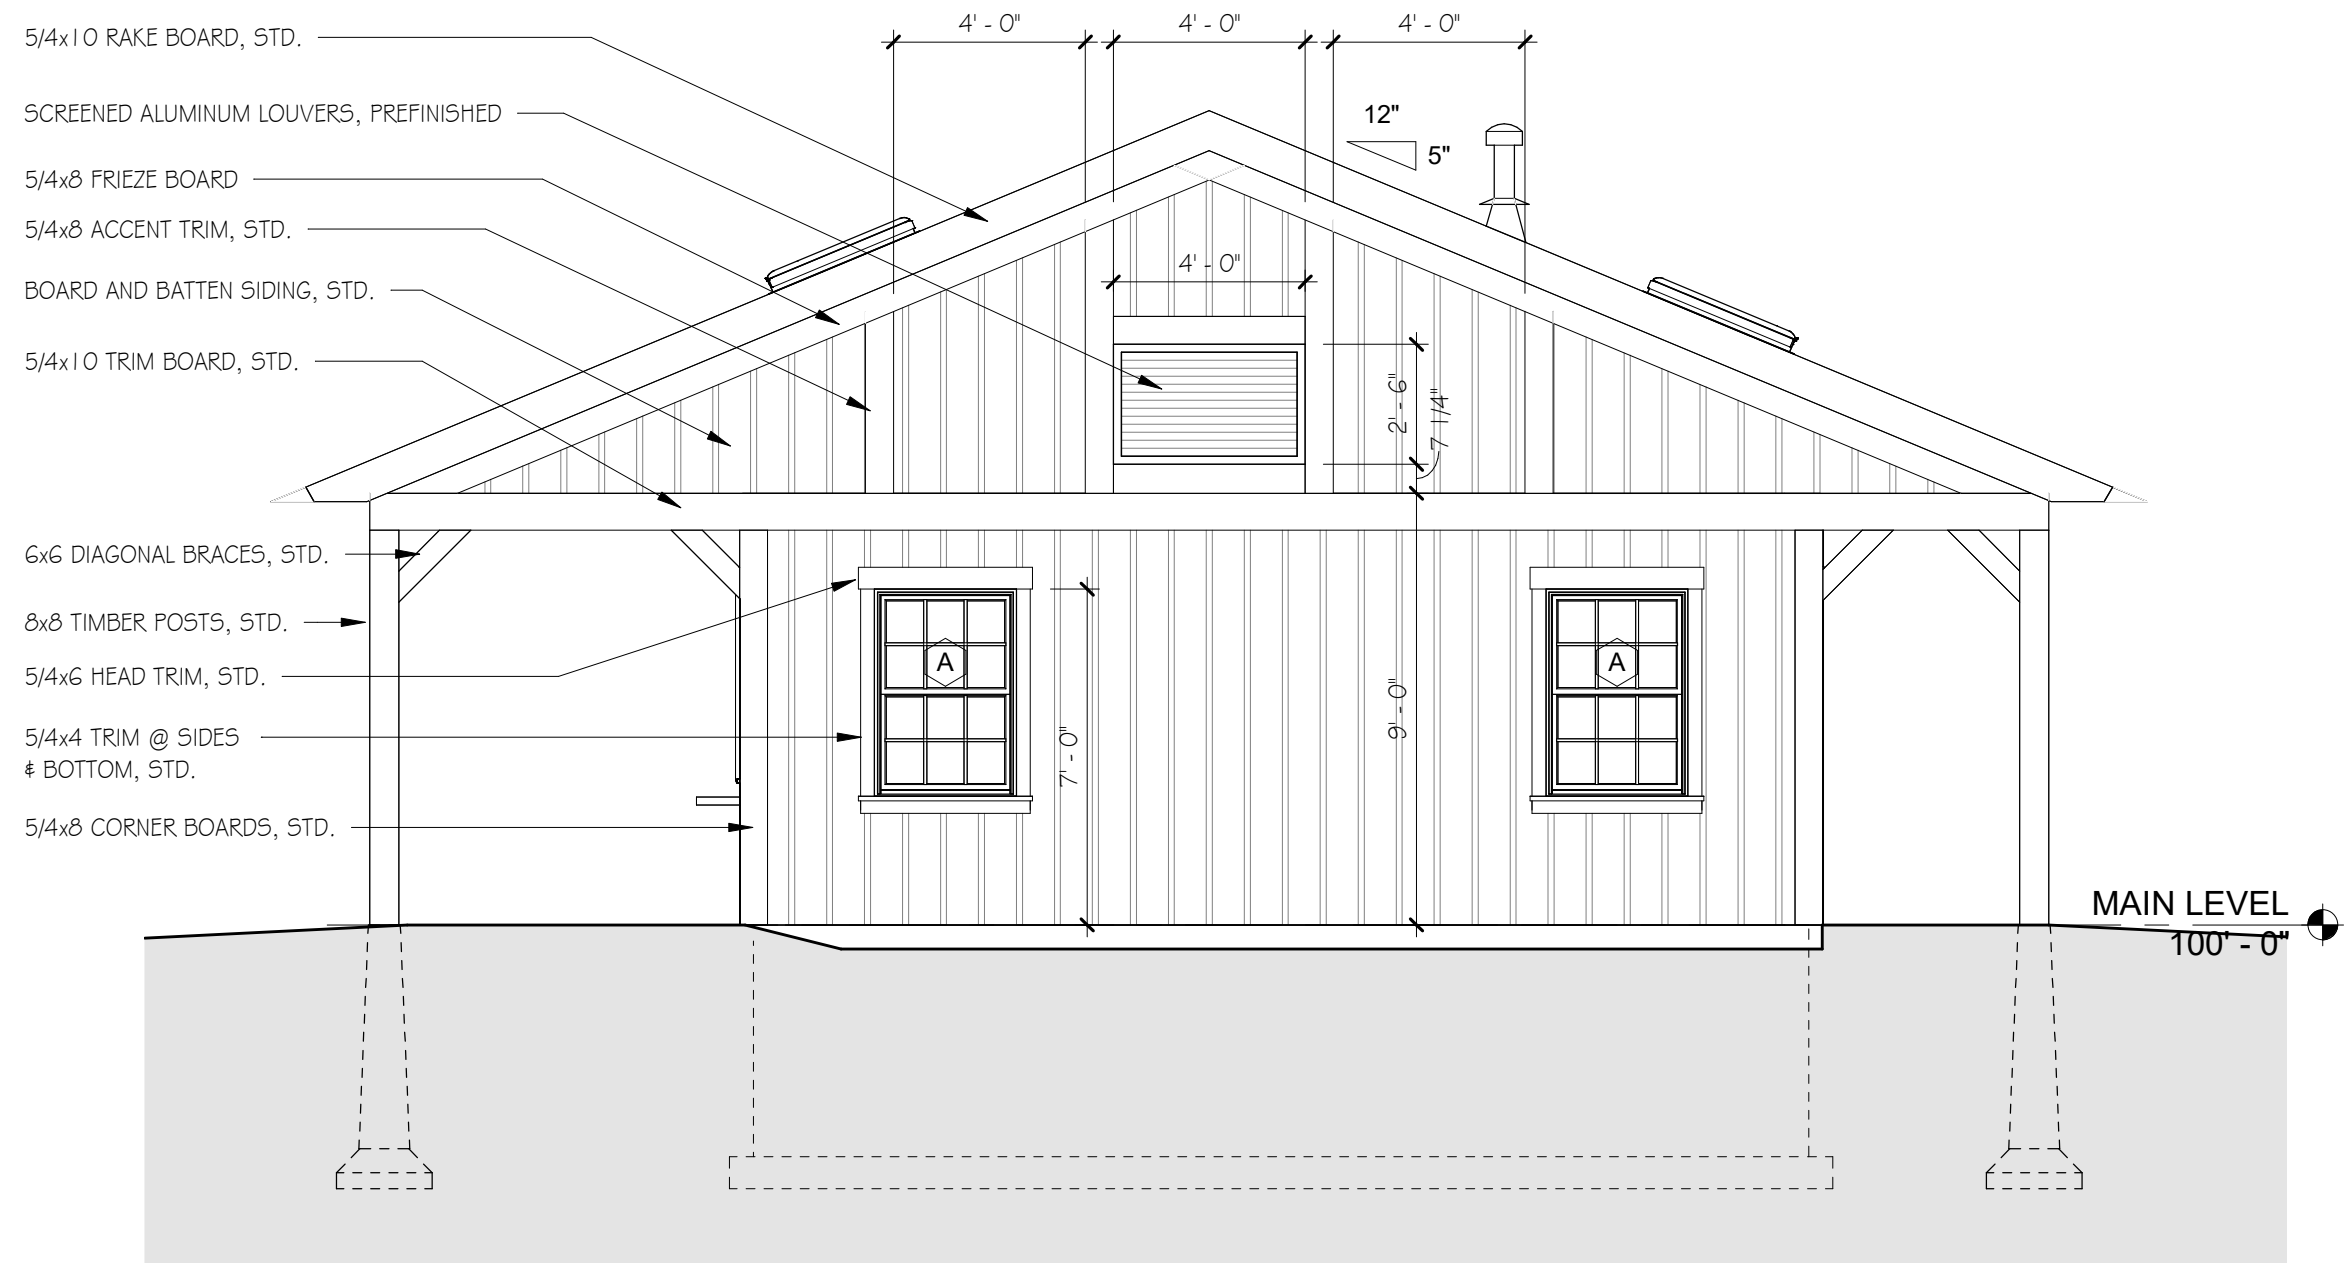 4' - 0" 4' - 0" 4' - 0"
5/4x10 RAKE BOARD, STD.
SCREENED ALUMINUM LOUVERS, PREFINISHED
12"
5"
5/4x8 FRIEZE BOARD
5/4x8 ACCENT TRIM, STD.
4' - 0"
BOARD AND BATTEN SIDING, STD.
5/4x10 TRIM BOARD, STD.
2' - 6"
7 1/4"
6x6 DIAGONAL BRACES, STD.
8x8 TIMBER POSTS, STD.
A
A
5/4x6 HEAD TRIM, STD.
9' - 0"
5/4x4 TRIM @ SIDES
& BOTTOM, STD.
7' - 0"
5/4x8 CORNER BOARDS, STD.
MAIN LEVEL
100' - 0"